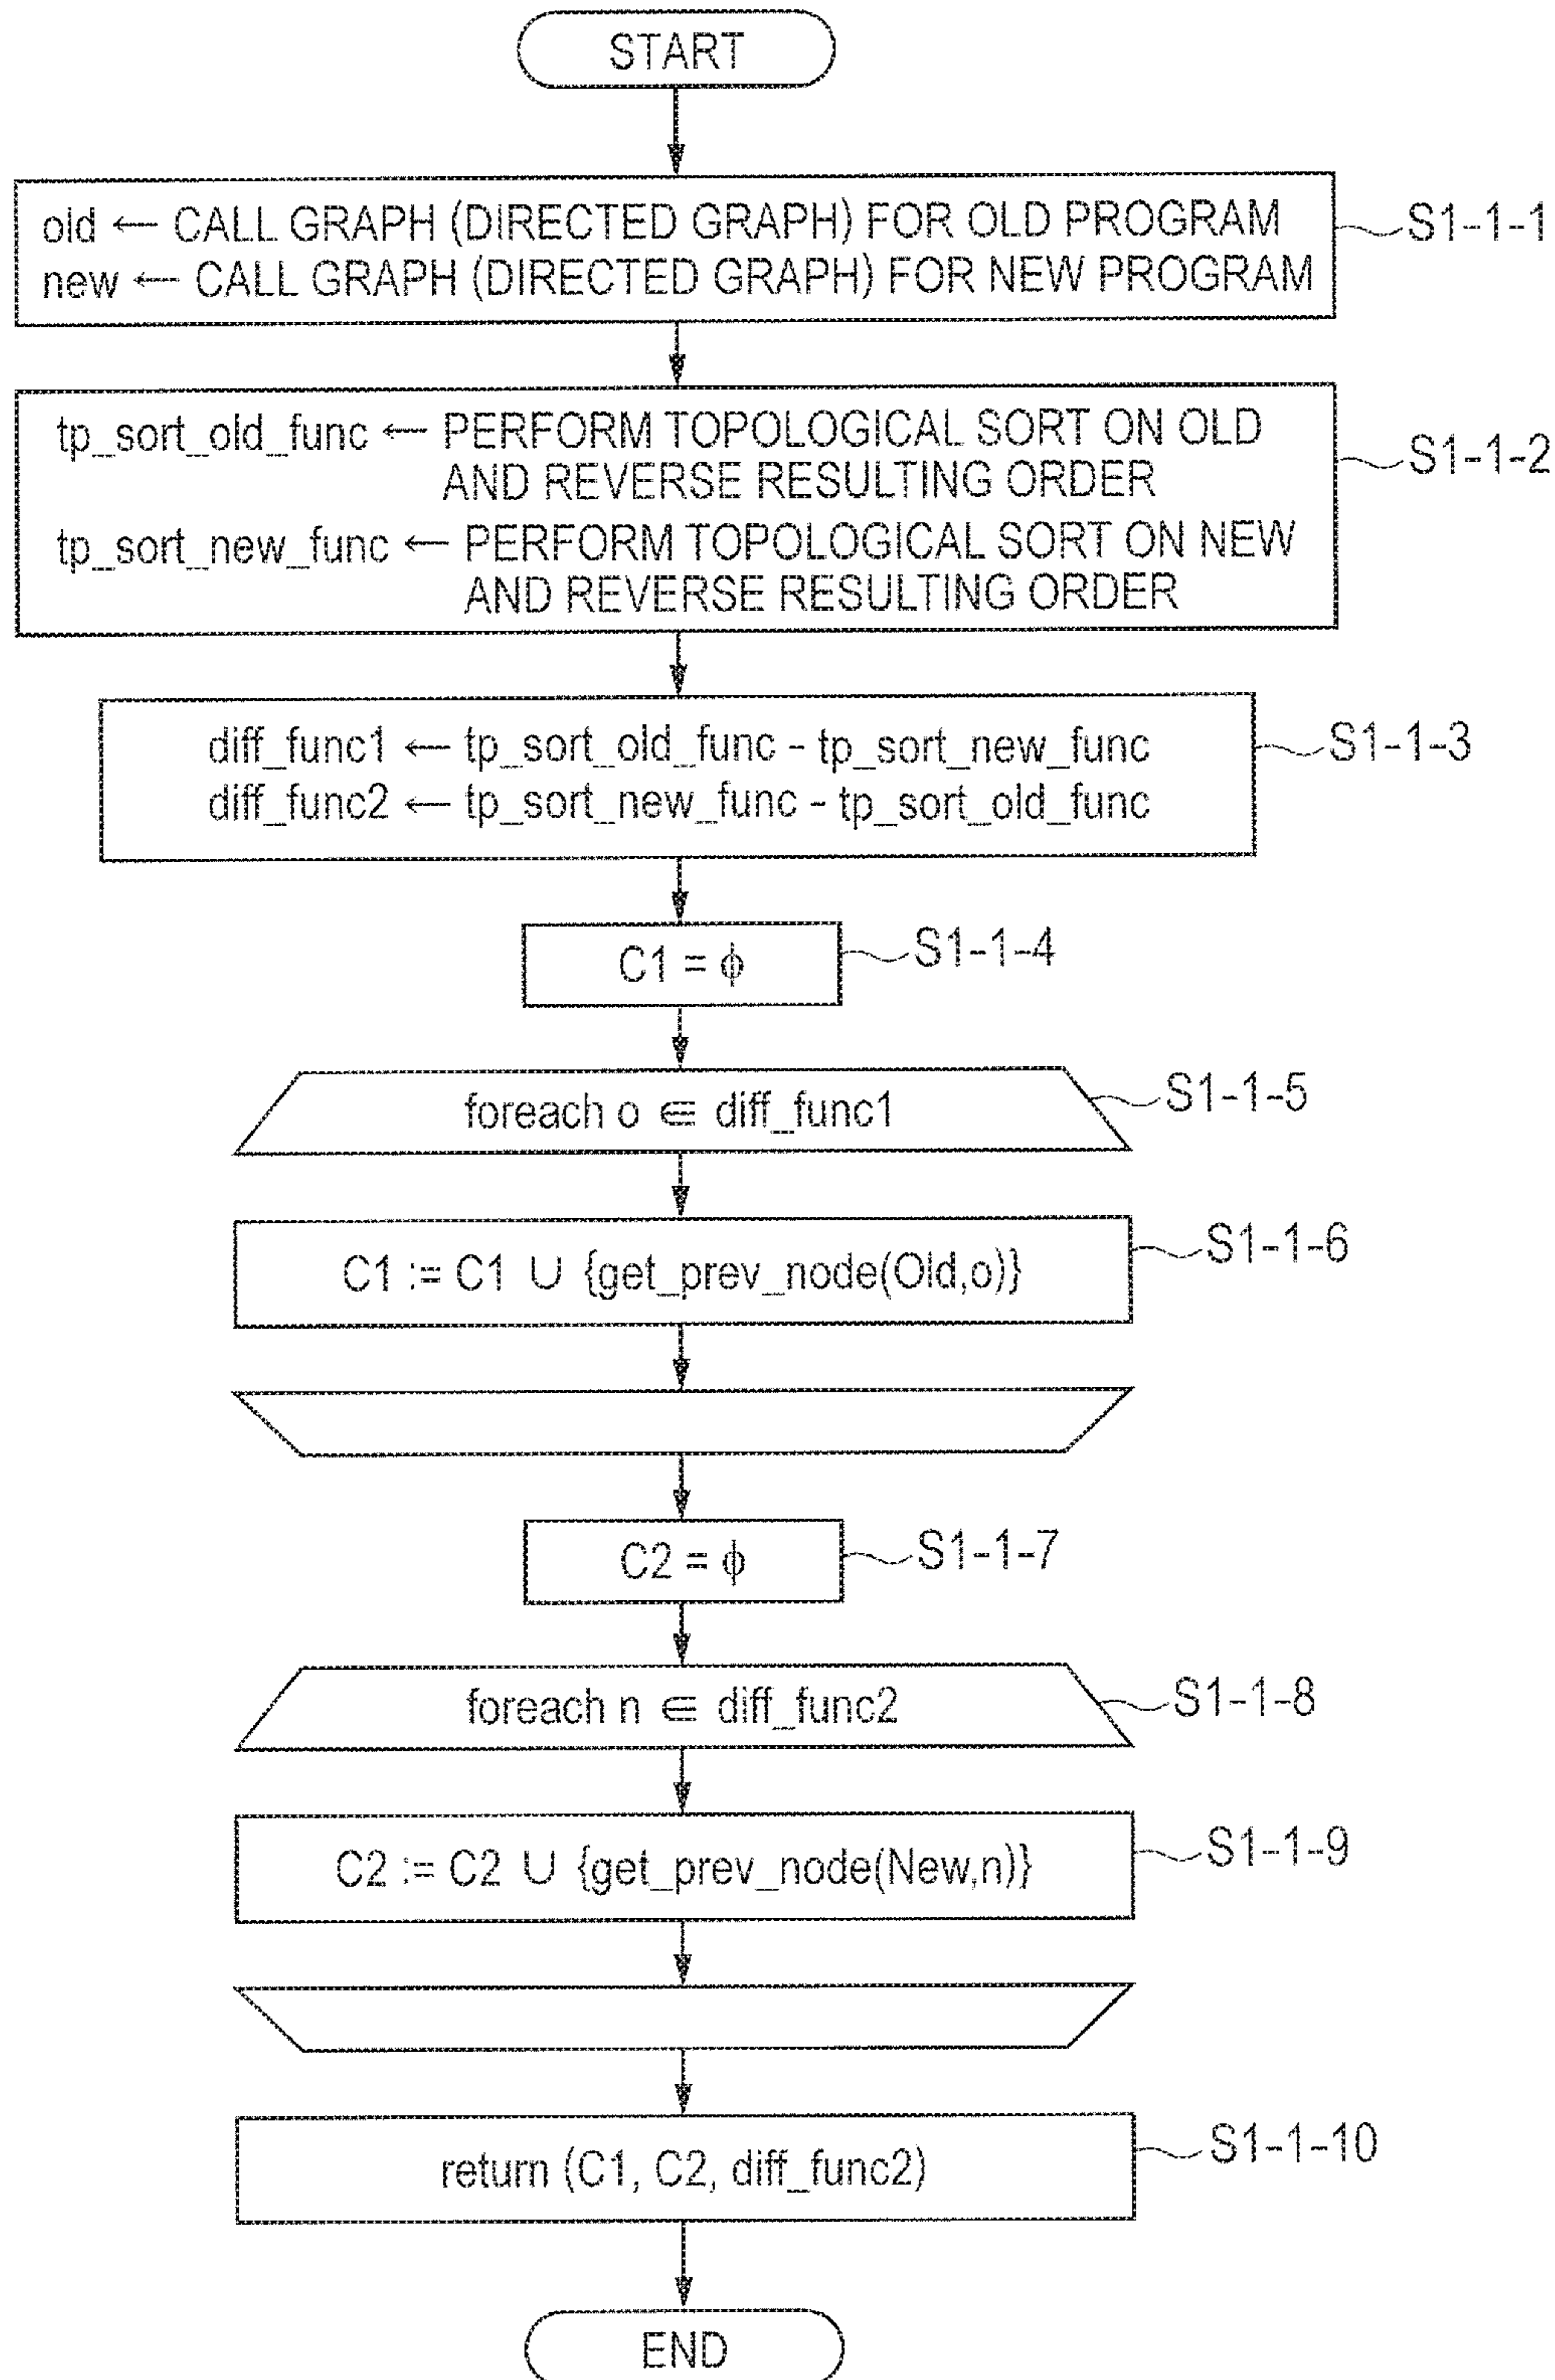 START
old ← CALL GRAPH (DIRECTED GRAPH) FOR OLD PROGRAM
new ← CALL GRAPH (DIRECTED GRAPH) FOR NEW PROGRAM
S1-1-1
tp_sort_old_func ← PERFORM TOPOLOGICAL SORT ON OLD
AND REVERSE RESULTING ORDER
tp_sort_new_func ← PERFORM TOPOLOGICAL SORT ON NEW
AND REVERSE RESULTING ORDER
S1-1-2
diff_func1 ← tp_sort_old_func - tp_sort_new_func
diff_func2 ← tp_sort_new_func - tp_sort_old_func
S1-1-3
C1 = ϕ
S1-1-4
foreach o ∈ diff_func1
S1-1-5
C1 := C1 ∪ {get_prev_node(Old,o)}
S1-1-6
C2 = ϕ
S1-1-7
foreach n ∈ diff_func2
S1-1-8
C2 := C2 ∪ {get_prev_node(New,n)}
S1-1-9
return (C1, C2, diff_func2)
S1-1-10
END